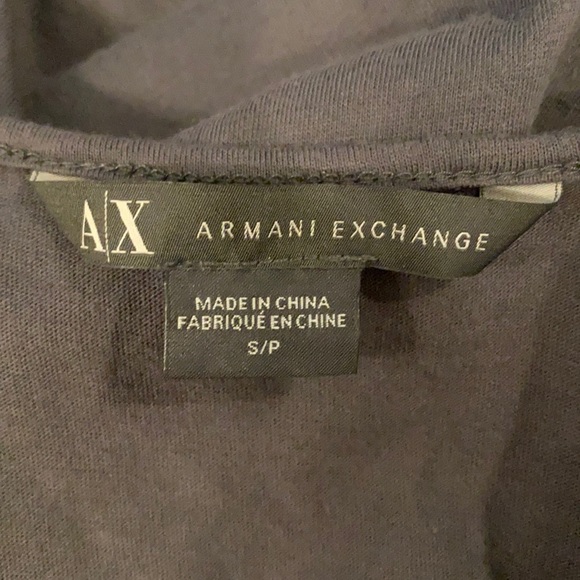 A|X ARMANI EXCHANGE
MADE IN CHINA
FABRIQUÉ EN CHINE
S/P